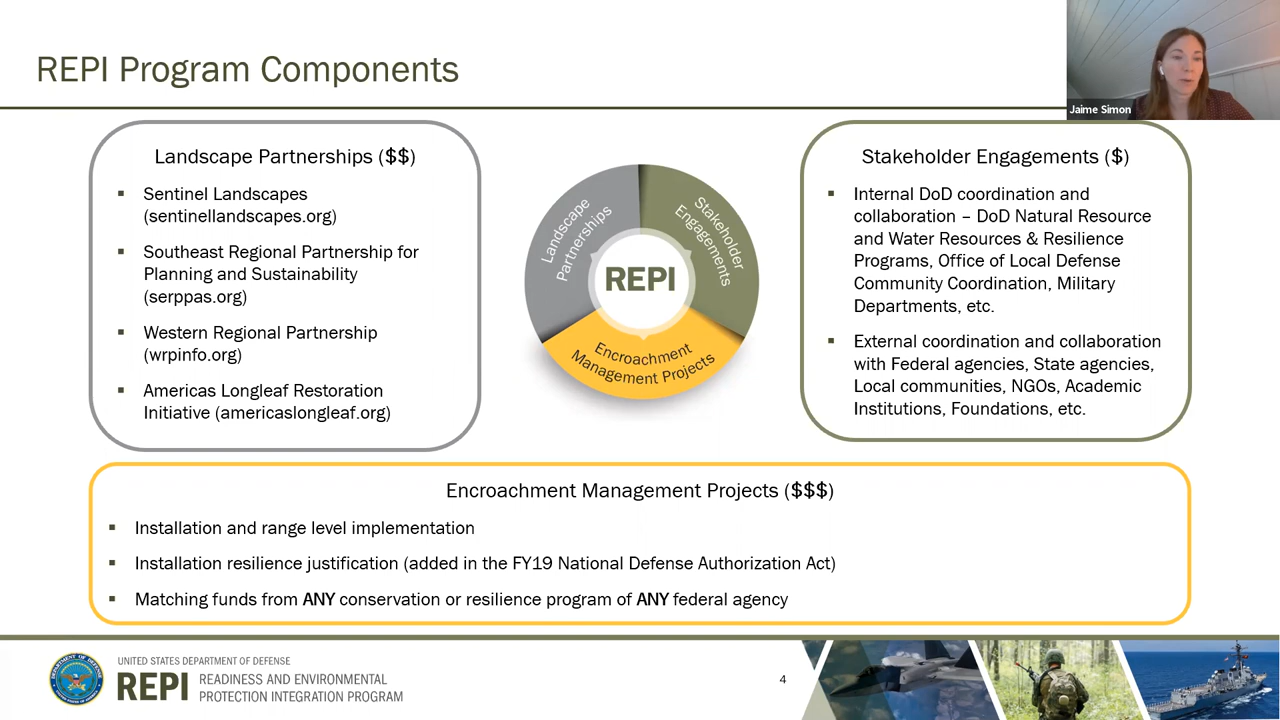 REPI Program Components
Jaime Simon
Landscape Partnerships ($$)
▪ Sentinel Landscapes
(sentinellandscapes.org)
▪ Southeast Regional Partnership for
Planning and Sustainability
(serppas.org)
▪ Western Regional Partnership
(wrpinfo.org)
▪ Americas Longleaf Restoration
Initiative (americaslongleaf.org)
Landscape
Partnerships
Stakeholder
Engagements
REPI
Encroachment
Management Projects
Stakeholder Engagements ($)
▪ Internal DoD coordination and
collaboration – DoD Natural Resource
and Water Resources & Resilience
Programs, Office of Local Defense
Community Coordination, Military
Departments, etc.
▪ External coordination and collaboration
with Federal agencies, State agencies,
Local communities, NGOs, Academic
Institutions, Foundations, etc.
Encroachment Management Projects ($$$)
▪ Installation and range level implementation
▪ Installation resilience justification (added in the FY19 National Defense Authorization Act)
▪ Matching funds from ANY conservation or resilience program of ANY federal agency
UNITED STATES DEPARTMENT OF DEFENSE
REPI
READINESS AND ENVIRONMENTAL
PROTECTION INTEGRATION PROGRAM
4